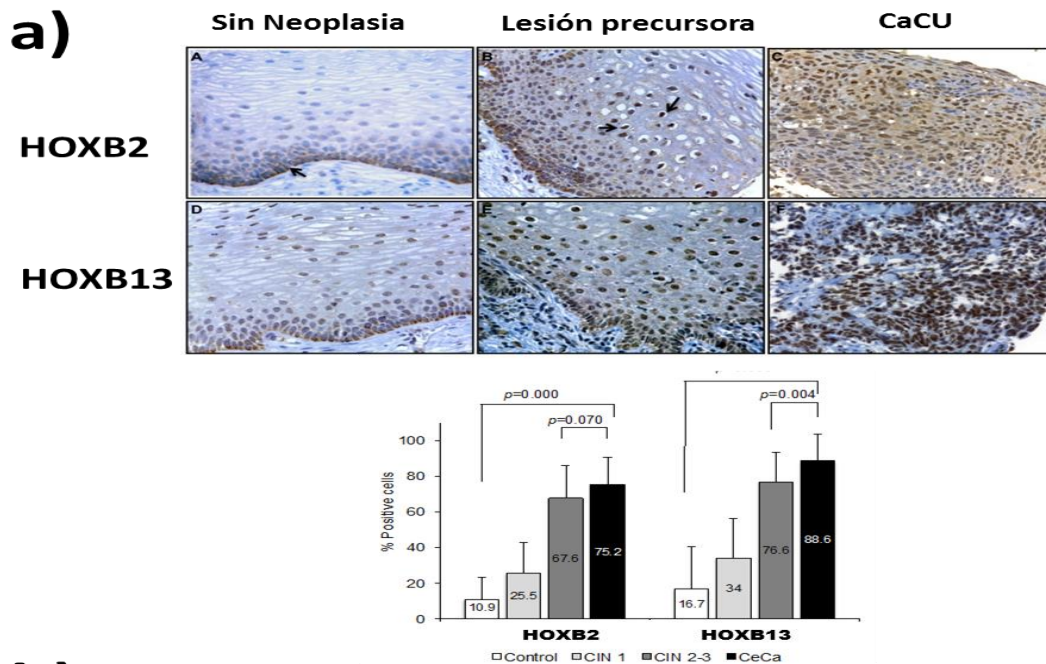 a)
Sin Neoplasia Lesión precursora CaCU
A B C
HOXB2
D E F
HOXB13
p=0.000
p=0.004
p=0.070
% Positive cells
100
80
60
40
20
0
10.9 25.5 67.6 75.2 16.7 34 76.6 88.6
HOXB2 HOXB13
Control CIN 1 CIN 2-3 CeCa